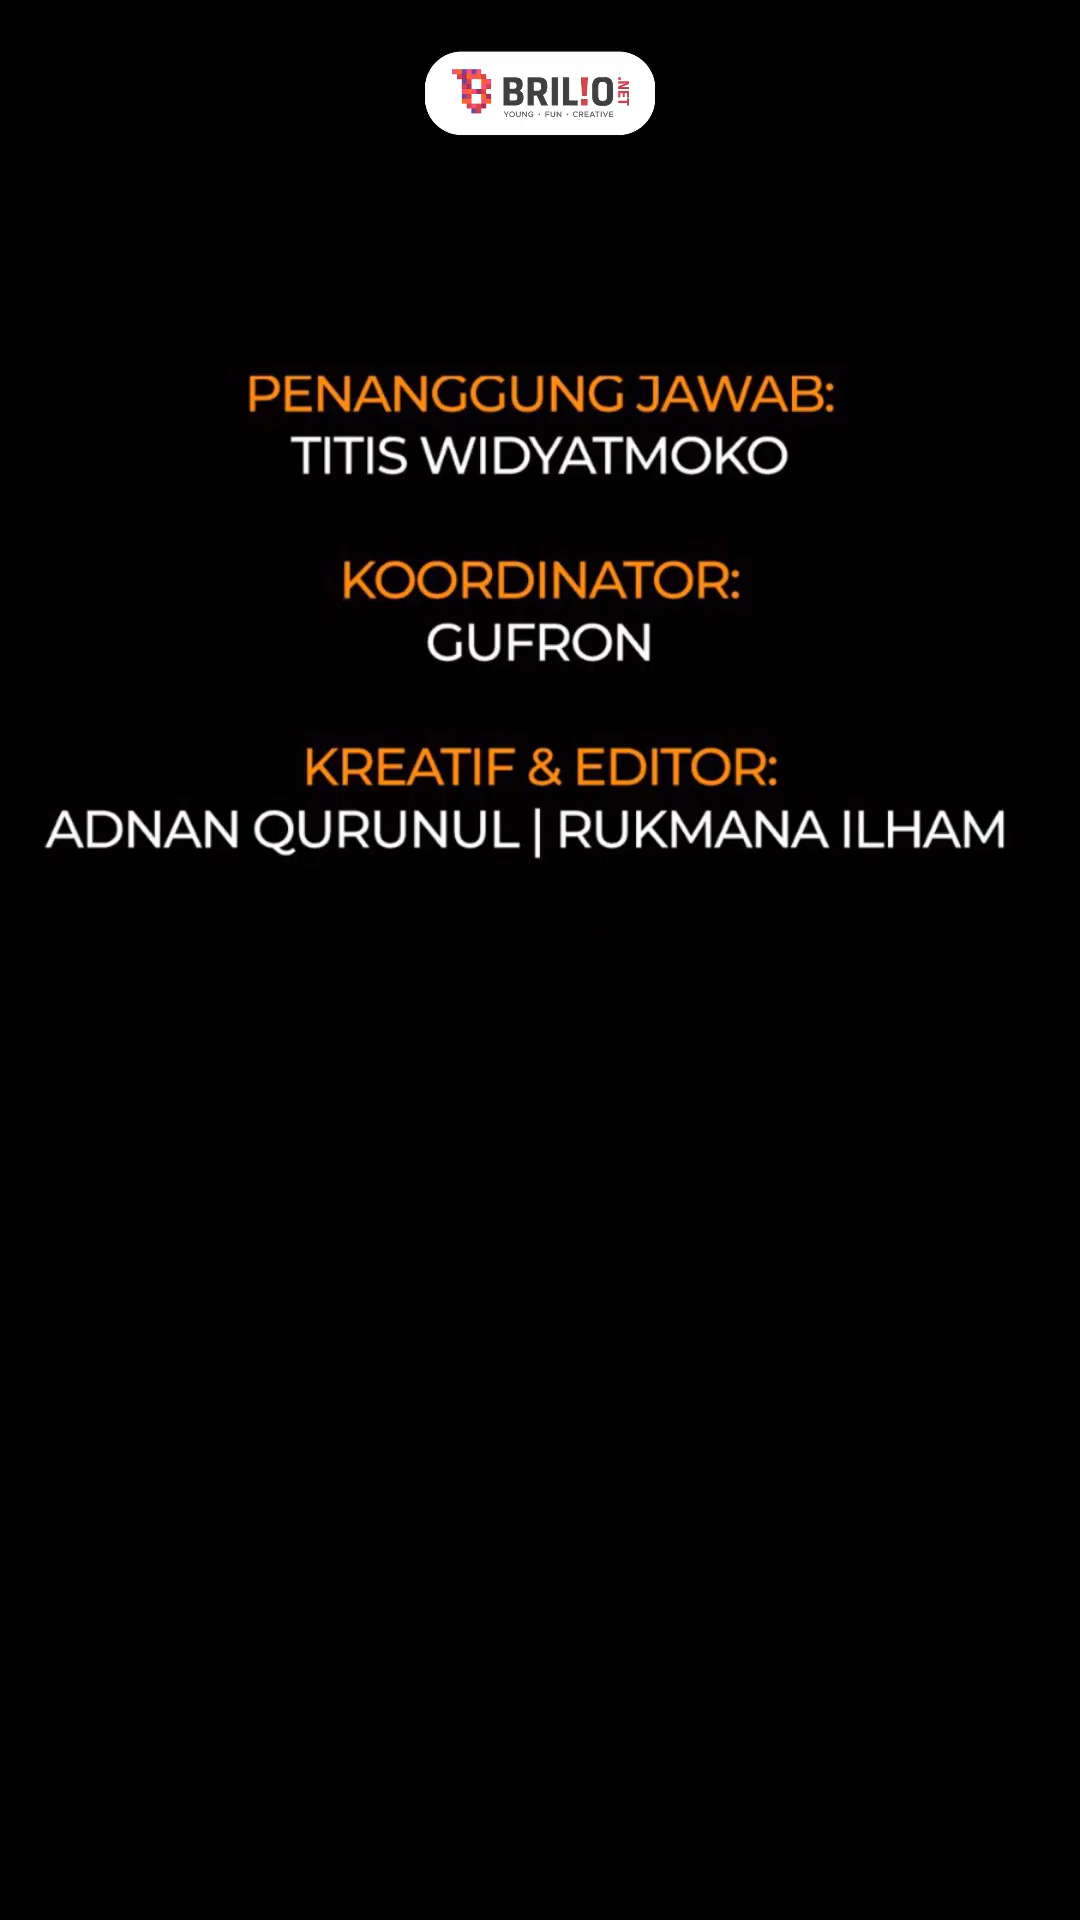 BRIL!O.NET
YOUNG · FUN · CREATIVE
PENANGGUNG JAWAB:
TITIS WIDYATMOKO
KOORDINATOR:
GUFRON
KREATIF & EDITOR:
ADNAN QURUNUL | RUKMANA ILHAM